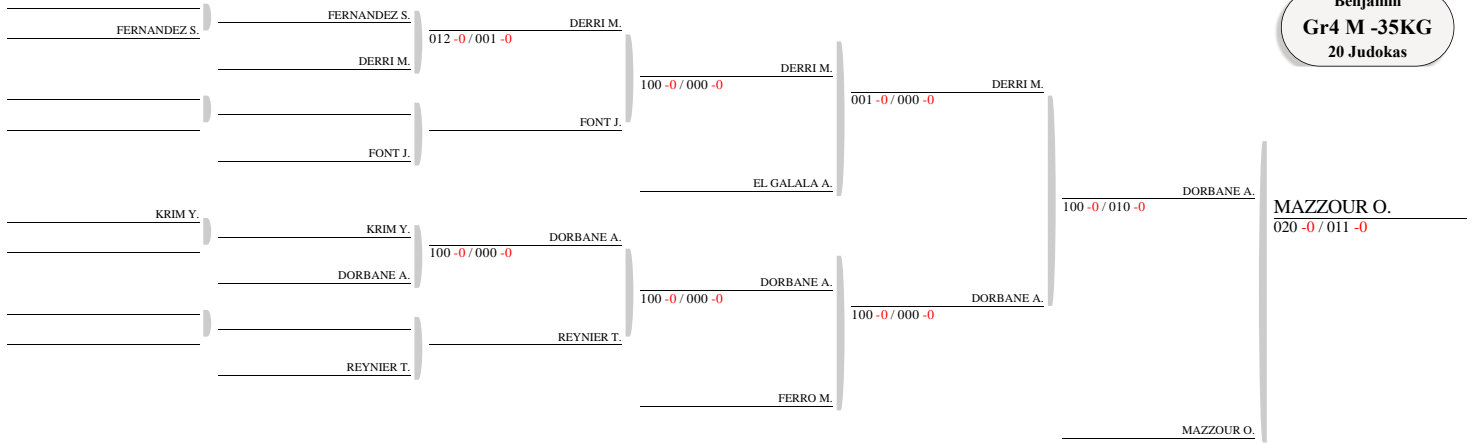 Benjamin
Gr4 M -35KG
20 Judokas
FERNANDEZ S.
KRIM Y.
FERNANDEZ S.
DERRI M.
FONT J.
KRIM Y.
DORBANE A.
REYNIER T.
DERRI M.
012 -0 / 001 -0
FONT J.
DORBANE A.
100 -0 / 000 -0
REYNIER T.
DERRI M.
100 -0 / 000 -0
EL GALALA A.
DORBANE A.
100 -0 / 000 -0
FERRO M.
DERRI M.
001 -0 / 000 -0
DORBANE A.
100 -0 / 000 -0
DORBANE A.
100 -0 / 010 -0
MAZZOUR O.
MAZZOUR O.
020 -0 / 011 -0